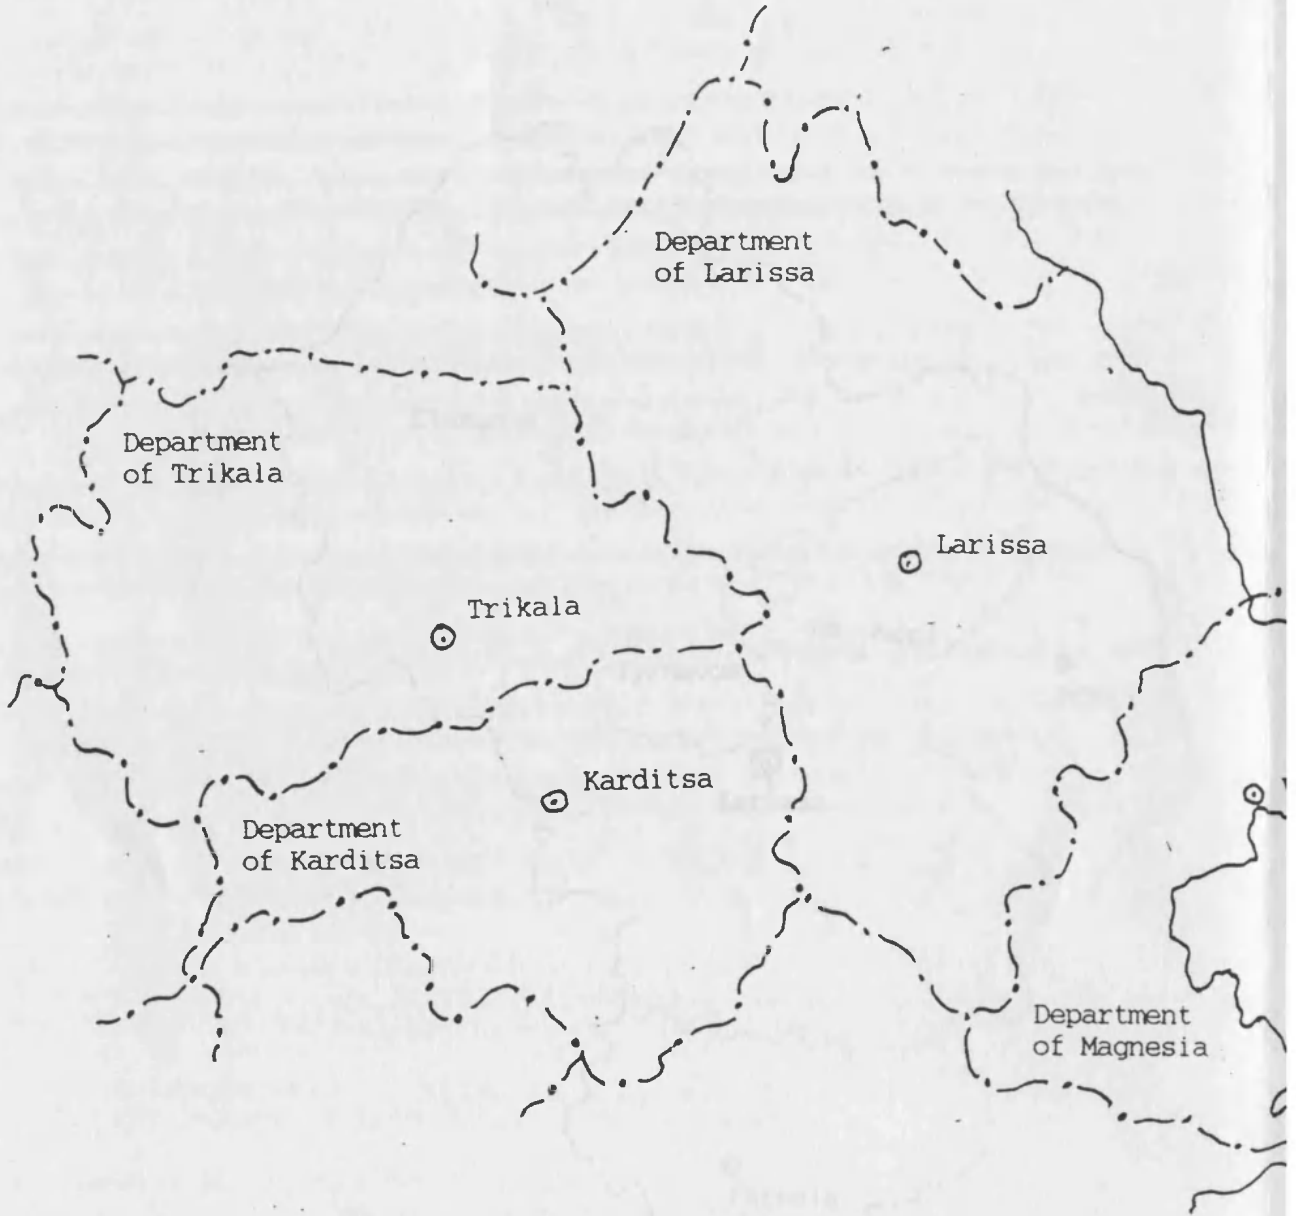 Department
of Larissa
Department
of Trikala
Larissa
Trikala
Karditsa
Department
of Karditsa
Department
of Magnesia